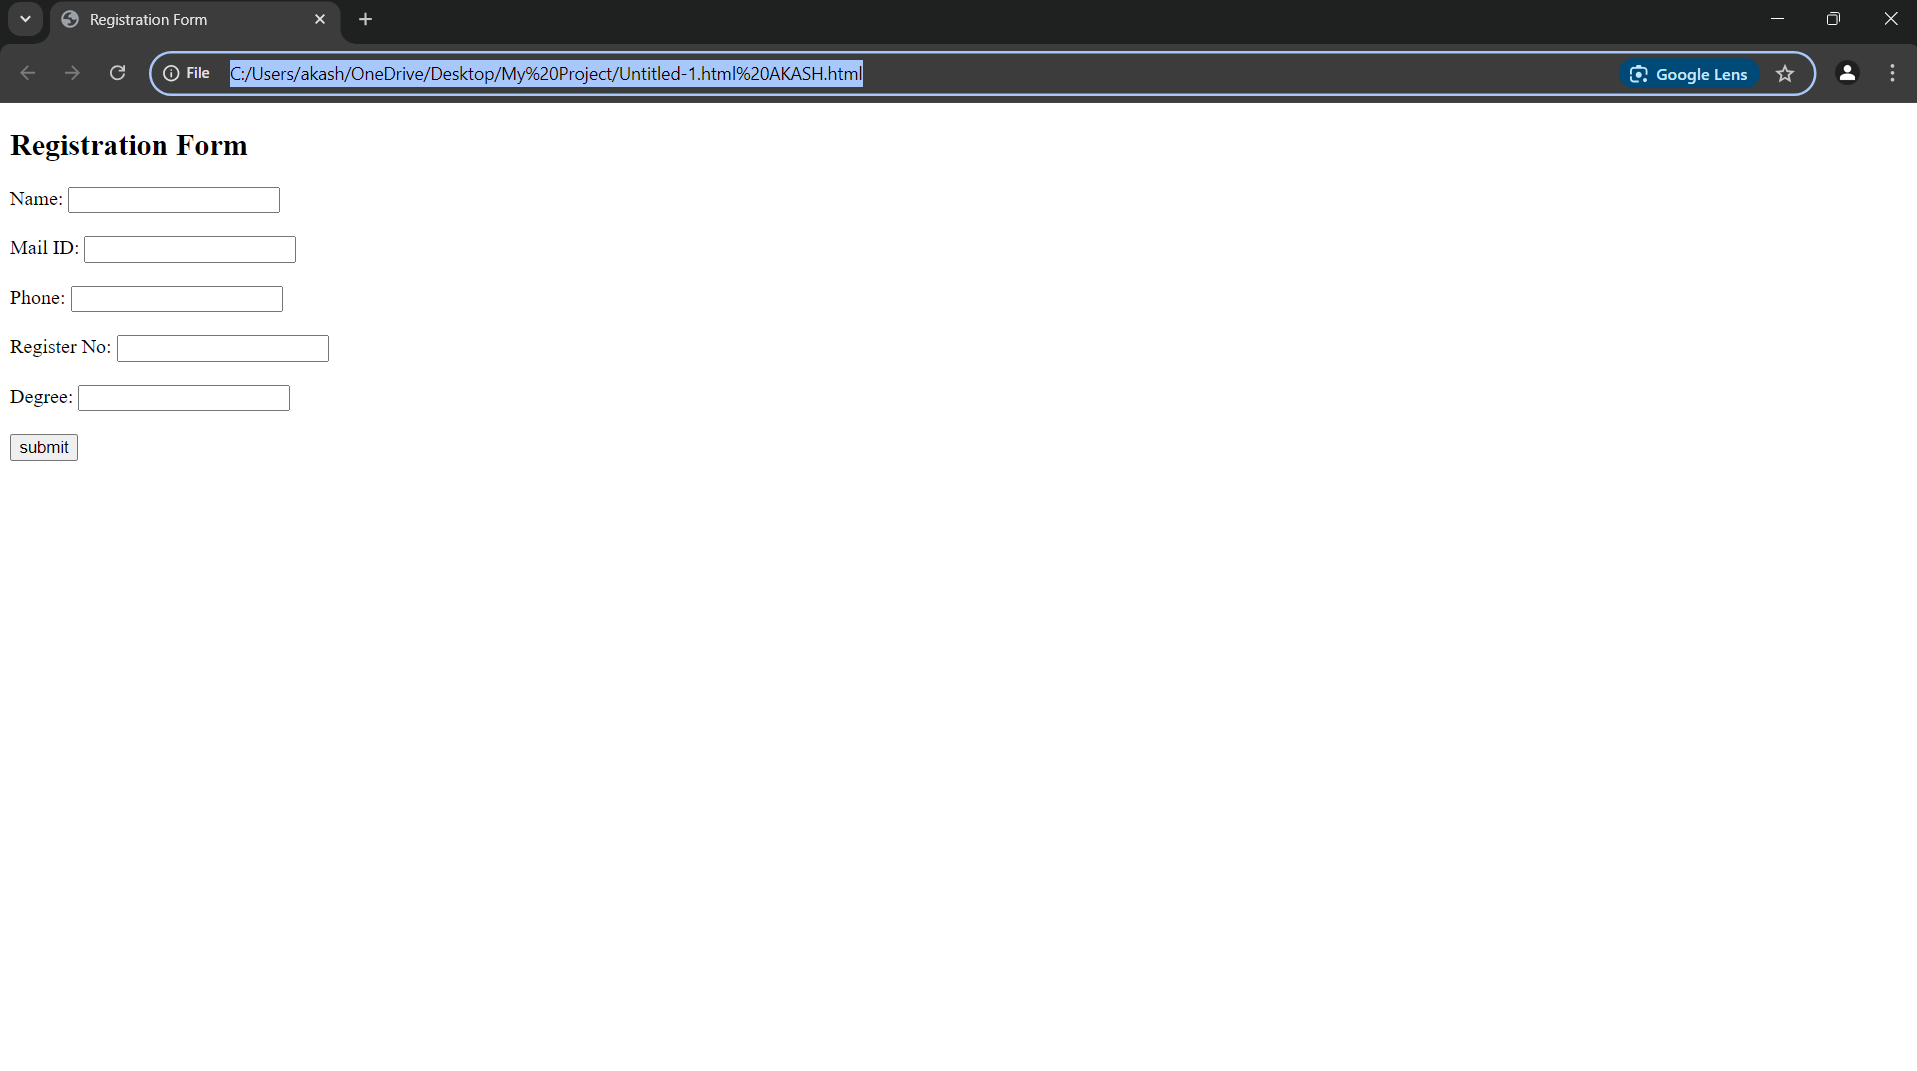 Registration Form
File C:/Users/akash/OneDrive/Desktop/My%20Project/Untitled-1.html%20AKASH.html Google Lens
Registration Form
Name:
Mail ID:
Phone:
Register No:
Degree:
submit